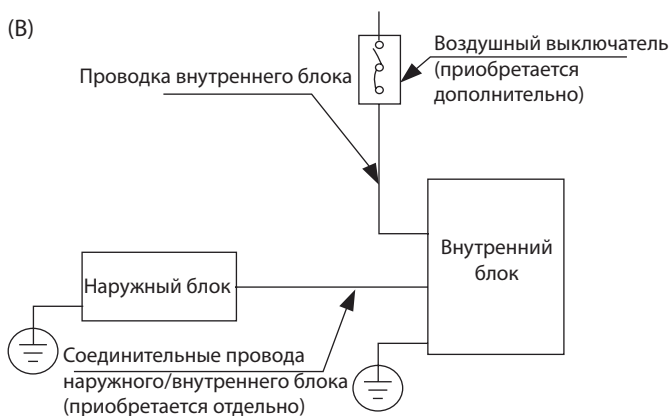 (B)
Воздушный выключатель
(приобретается
дополнительно)
Проводка внутреннего блока
Внутренний
блок
Наружный блок
Соединительные провода
наружного/внутреннего блока
(приобретается отдельно)